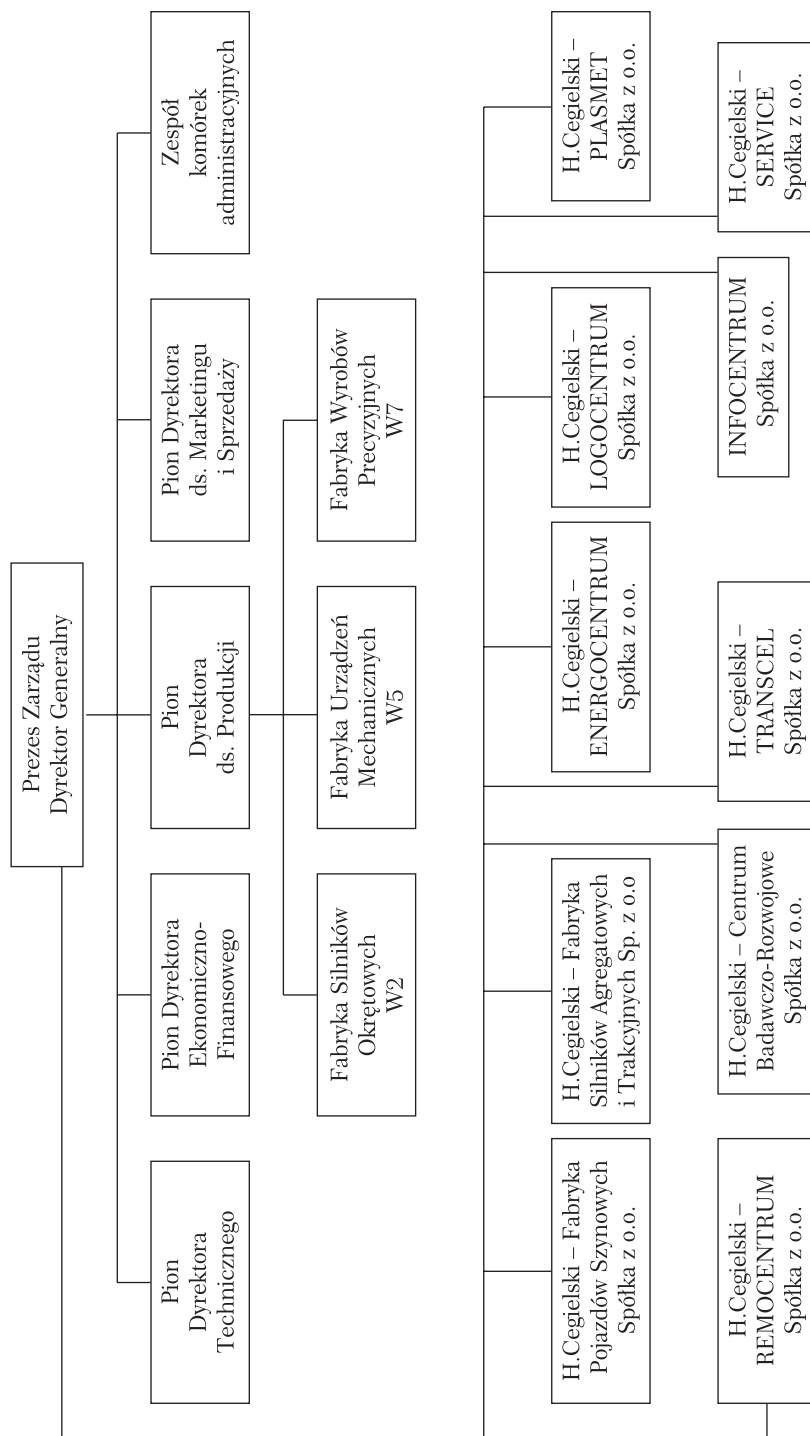 Prezes Zarządu
Dyrektor Generalny
Pion
Dyrektora
Technicznego
Pion Dyrektora
Ekonomiczno-
Finansowego
Pion
Dyrektora
ds. Produkcji
Pion Dyrektora
ds. Marketingu
i Sprzedaży
Zespół
komórek
administracyjnych
Fabryka Silników
Okrętowych
W2
Fabryka Urządzeń
Mechanicznych
W5
Fabryka Wyrobów
Precyzyjnych
W7
H.Cegielski – Fabryka
Pojazdów Szynowych
Spółka z o.o.
H.Cegielski – Fabryka
Silników Agregatowych
i Trakcyjnych Sp. z o.o
H.Cegielski –
ENERGOCENTRUM
Spółka z o.o.
H.Cegielski –
LOGOCENTRUM
Spółka z o.o.
H.Cegielski –
PLASMET
Spółka z o.o.
H.Cegielski –
REMOCENTRUM
Spółka z o.o.
H.Cegielski – Centrum
Badawczo-Rozwojowe
Spółka z o.o.
H.Cegielski –
TRANSCEL
Spółka z o.o.
INFOCENTRUM
Spółka z o.o.
H.Cegielski –
SERVICE
Spółka z o.o.